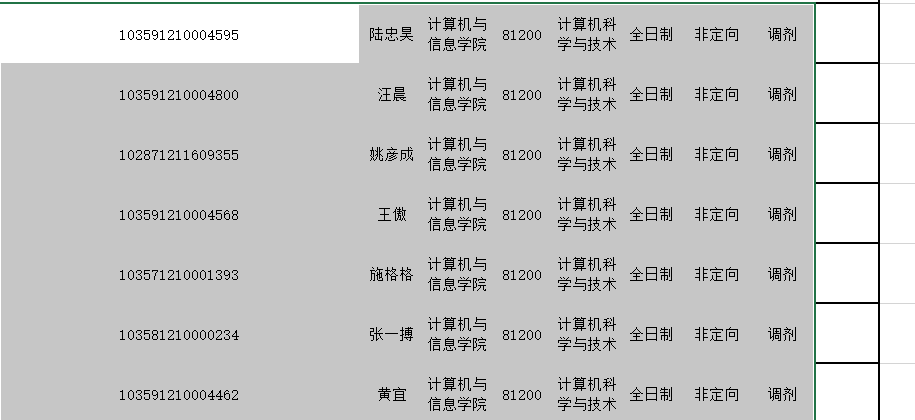 103591210004595 陆忠昊 计算机与信息学院 81200 计算机科学与技术 全日制 非定向 调剂
103591210004800 汪晨 计算机与信息学院 81200 计算机科学与技术 全日制 非定向 调剂
102871211609355 姚彦成 计算机与信息学院 81200 计算机科学与技术 全日制 非定向 调剂
103591210004568 王傲 计算机与信息学院 81200 计算机科学与技术 全日制 非定向 调剂
103571210001393 施格格 计算机与信息学院 81200 计算机科学与技术 全日制 非定向 调剂
103581210000234 张一搏 计算机与信息学院 81200 计算机科学与技术 全日制 非定向 调剂
103591210004462 黄宜 计算机与信息学院 81200 计算机科学与技术 全日制 非定向 调剂